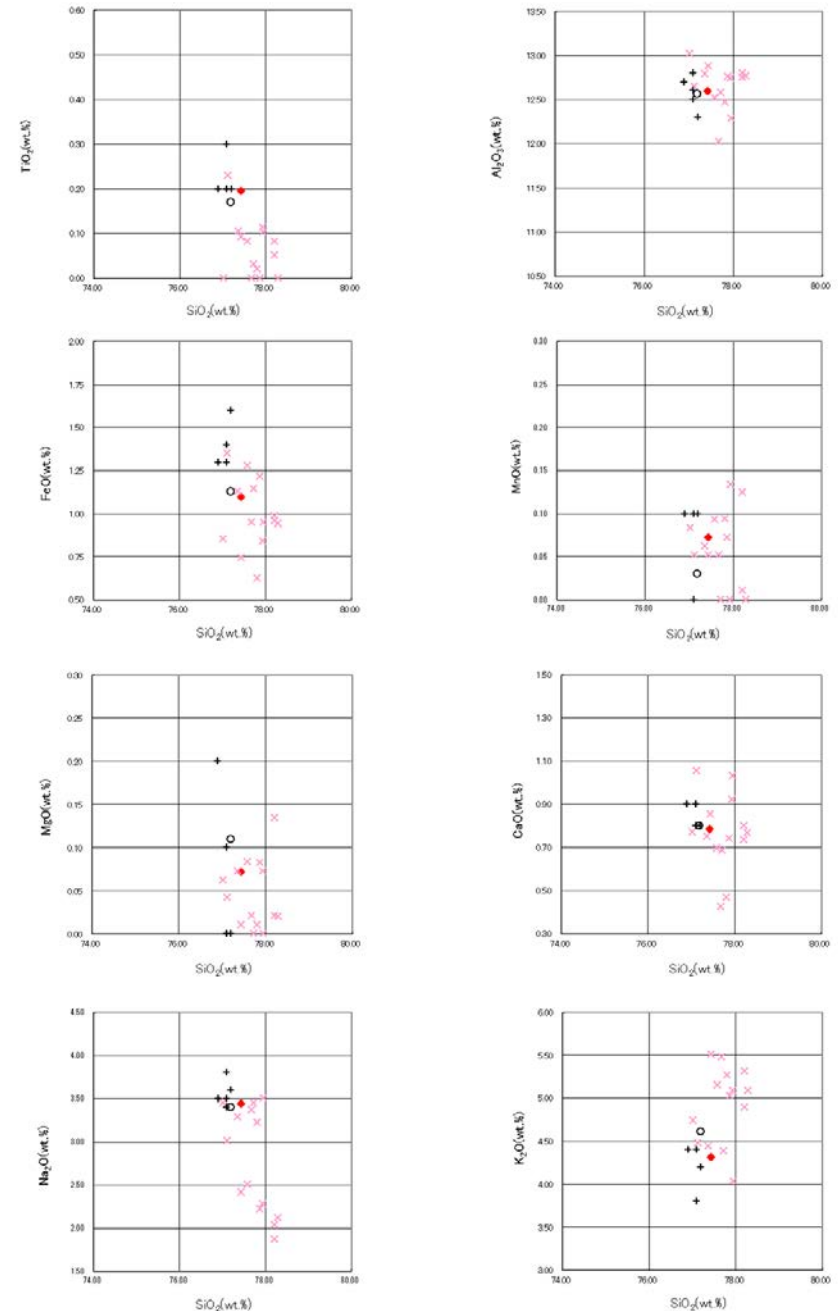 TiO₂(wt.%)
0.60
0.50
0.40
0.30
0.20
0.10
0.00
74.00 76.00 78.00 80.00
SiO₂(wt.%)
Al₂O₃(wt.%)
13.50
13.00
12.50
12.00
11.50
11.00
10.50
74.00 76.00 78.00 80.00
SiO₂(wt.%)
FeO(wt.%)
2.00
1.75
1.50
1.25
1.00
0.75
0.50
74.00 76.00 78.00 80.00
SiO₂(wt.%)
MnO(wt.%)
0.30
0.25
0.20
0.15
0.10
0.05
0.00
74.00 76.00 78.00 80.00
SiO₂(wt.%)
MgO(wt.%)
0.30
0.25
0.20
0.15
0.10
0.05
0.00
74.00 76.00 78.00 80.00
SiO₂(wt.%)
CaO(wt.%)
1.50
1.30
1.10
0.90
0.70
0.50
0.30
74.00 76.00 78.00 80.00
SiO₂(wt.%)
Na₂O(wt.%)
4.50
4.00
3.50
3.00
2.50
2.00
1.50
74.00 76.00 78.00 80.00
SiO₂(wt.%)
K₂O(wt.%)
6.00
5.50
5.00
4.50
4.00
3.50
3.00
74.00 76.00 78.00 80.00
SiO₂(wt.%)